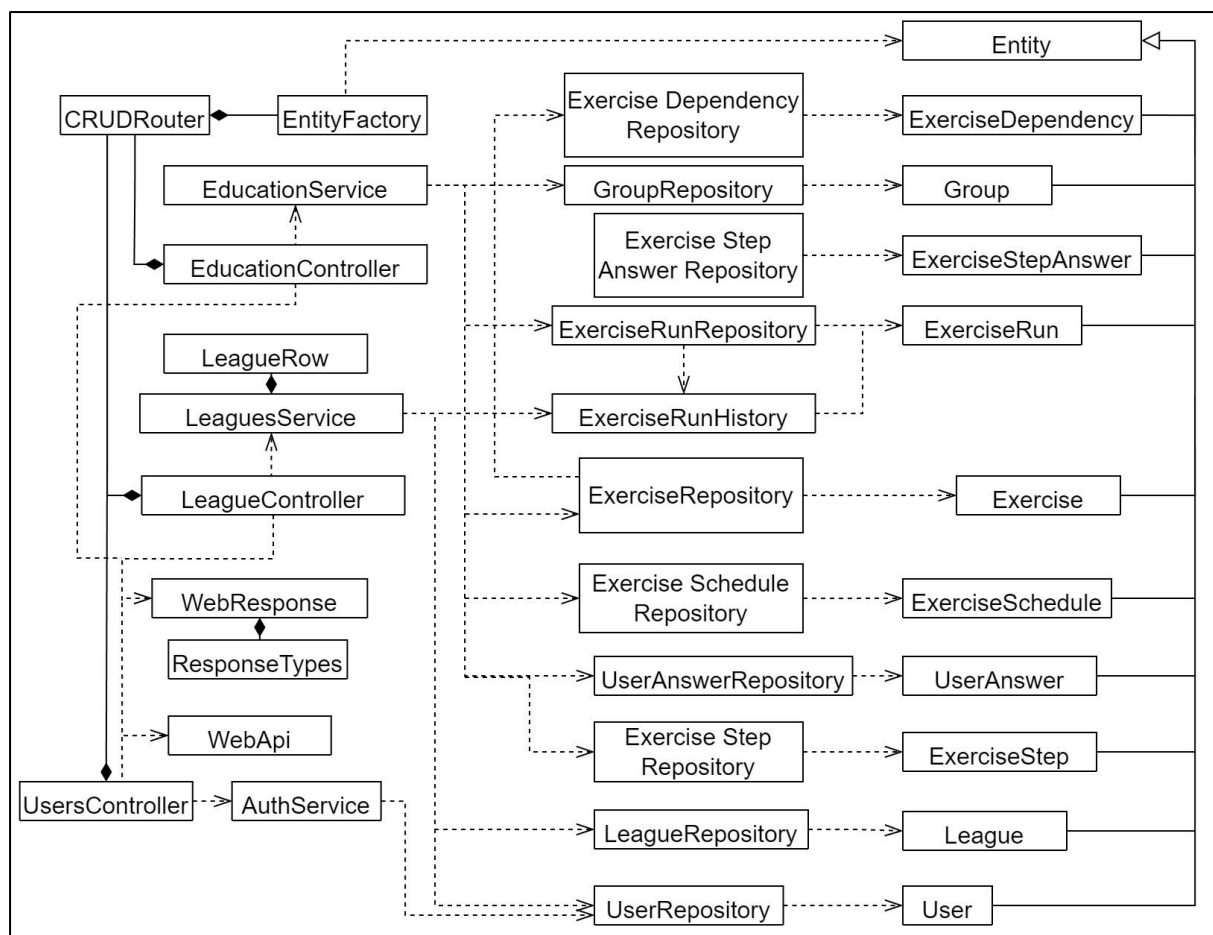 Entity
CRUDRouter
EntityFactory
Exercise Dependency
Repository
ExerciseDependency
EducationService
GroupRepository
Group
EducationController
Exercise Step
Answer Repository
ExerciseStepAnswer
LeagueRow
ExerciseRunRepository
ExerciseRun
LeaguesService
ExerciseRunHistory
LeagueController
ExerciseRepository
Exercise
WebResponse
ResponseTypes
Exercise Schedule
Repository
ExerciseSchedule
UserAnswerRepository
UserAnswer
WebApi
Exercise Step
Repository
ExerciseStep
UsersController
AuthService
LeagueRepository
League
UserRepository
User